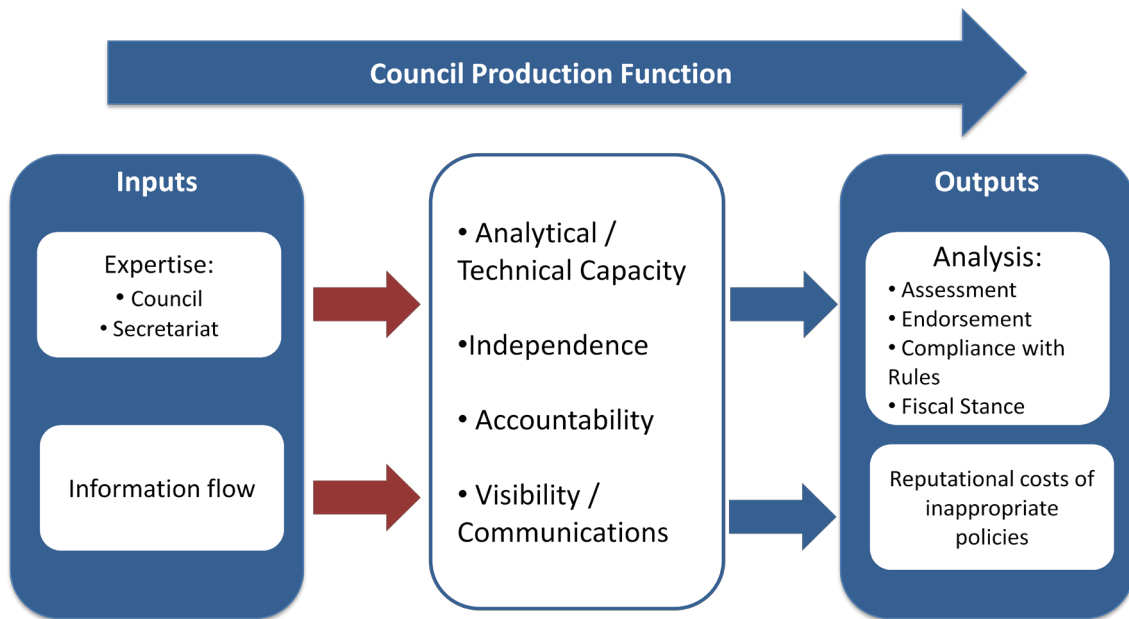 Council Production Function
Inputs
Expertise:
• Council
• Secretariat
Information flow
• Analytical /
Technical Capacity
•Independence
• Accountability
• Visibility /
Communications
Outputs
Analysis:
• Assessment
• Endorsement
• Compliance with
Rules
• Fiscal Stance
Reputational costs of
inappropriate
policies